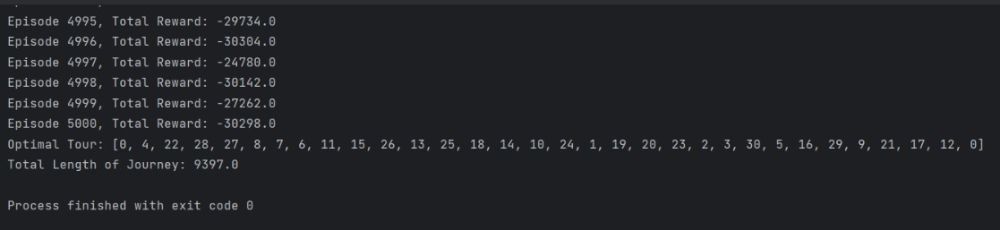 Episode 4995, Total Reward: -29734.0
Episode 4996, Total Reward: -30304.0
Episode 4997, Total Reward: -24780.0
Episode 4998, Total Reward: -30142.0
Episode 4999, Total Reward: -27262.0
Episode 5000, Total Reward: -30298.0
Optimal Tour: [0, 4, 22, 28, 27, 8, 7, 6, 11, 15, 26, 13, 25, 18, 14, 10, 24, 1, 19, 20, 23, 2, 3, 30, 5, 16, 29, 9, 21, 17, 12, 0]
Total Length of Journey: 9397.0
Process finished with exit code 0